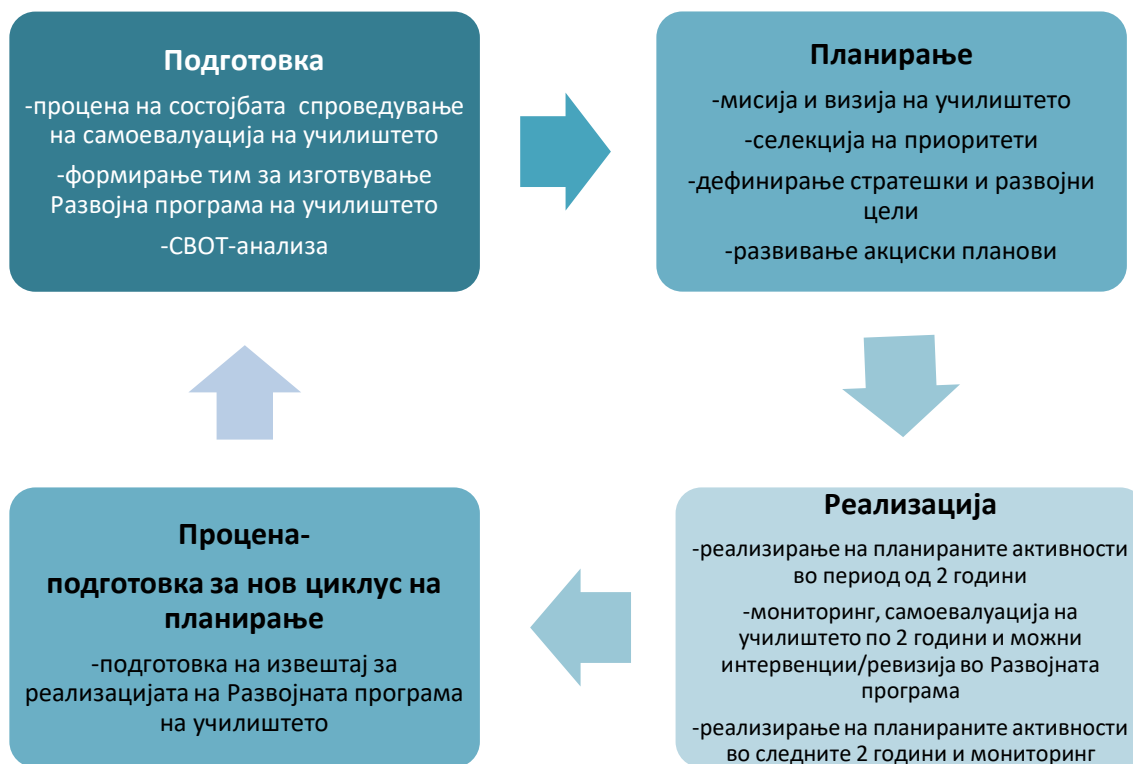 Подготовка
-процена на состојбата спроведување
на самоевалуација на училиштето
-формирање тим за изготвување
Развојна програма на училиштето
-СВОТ-анализа
Планирање
-мисија и визија на училиштето
-селекција на приоритети
-дефинирање стратешки и развојни
цели
-развивање акциски планови
Реализација
-реализирање на планираните активности
во период од 2 години
-мониторинг, самоевалуација на
училиштето по 2 години и можни
интервенции/ревизија во Развојната
програма
-реализирање на планираните активности
во следните 2 години и мониторинг
Процена-
подготовка за нов циклус на
планирање
-подготовка на извештај за
реализацијата на Развојната програма
на училиштето